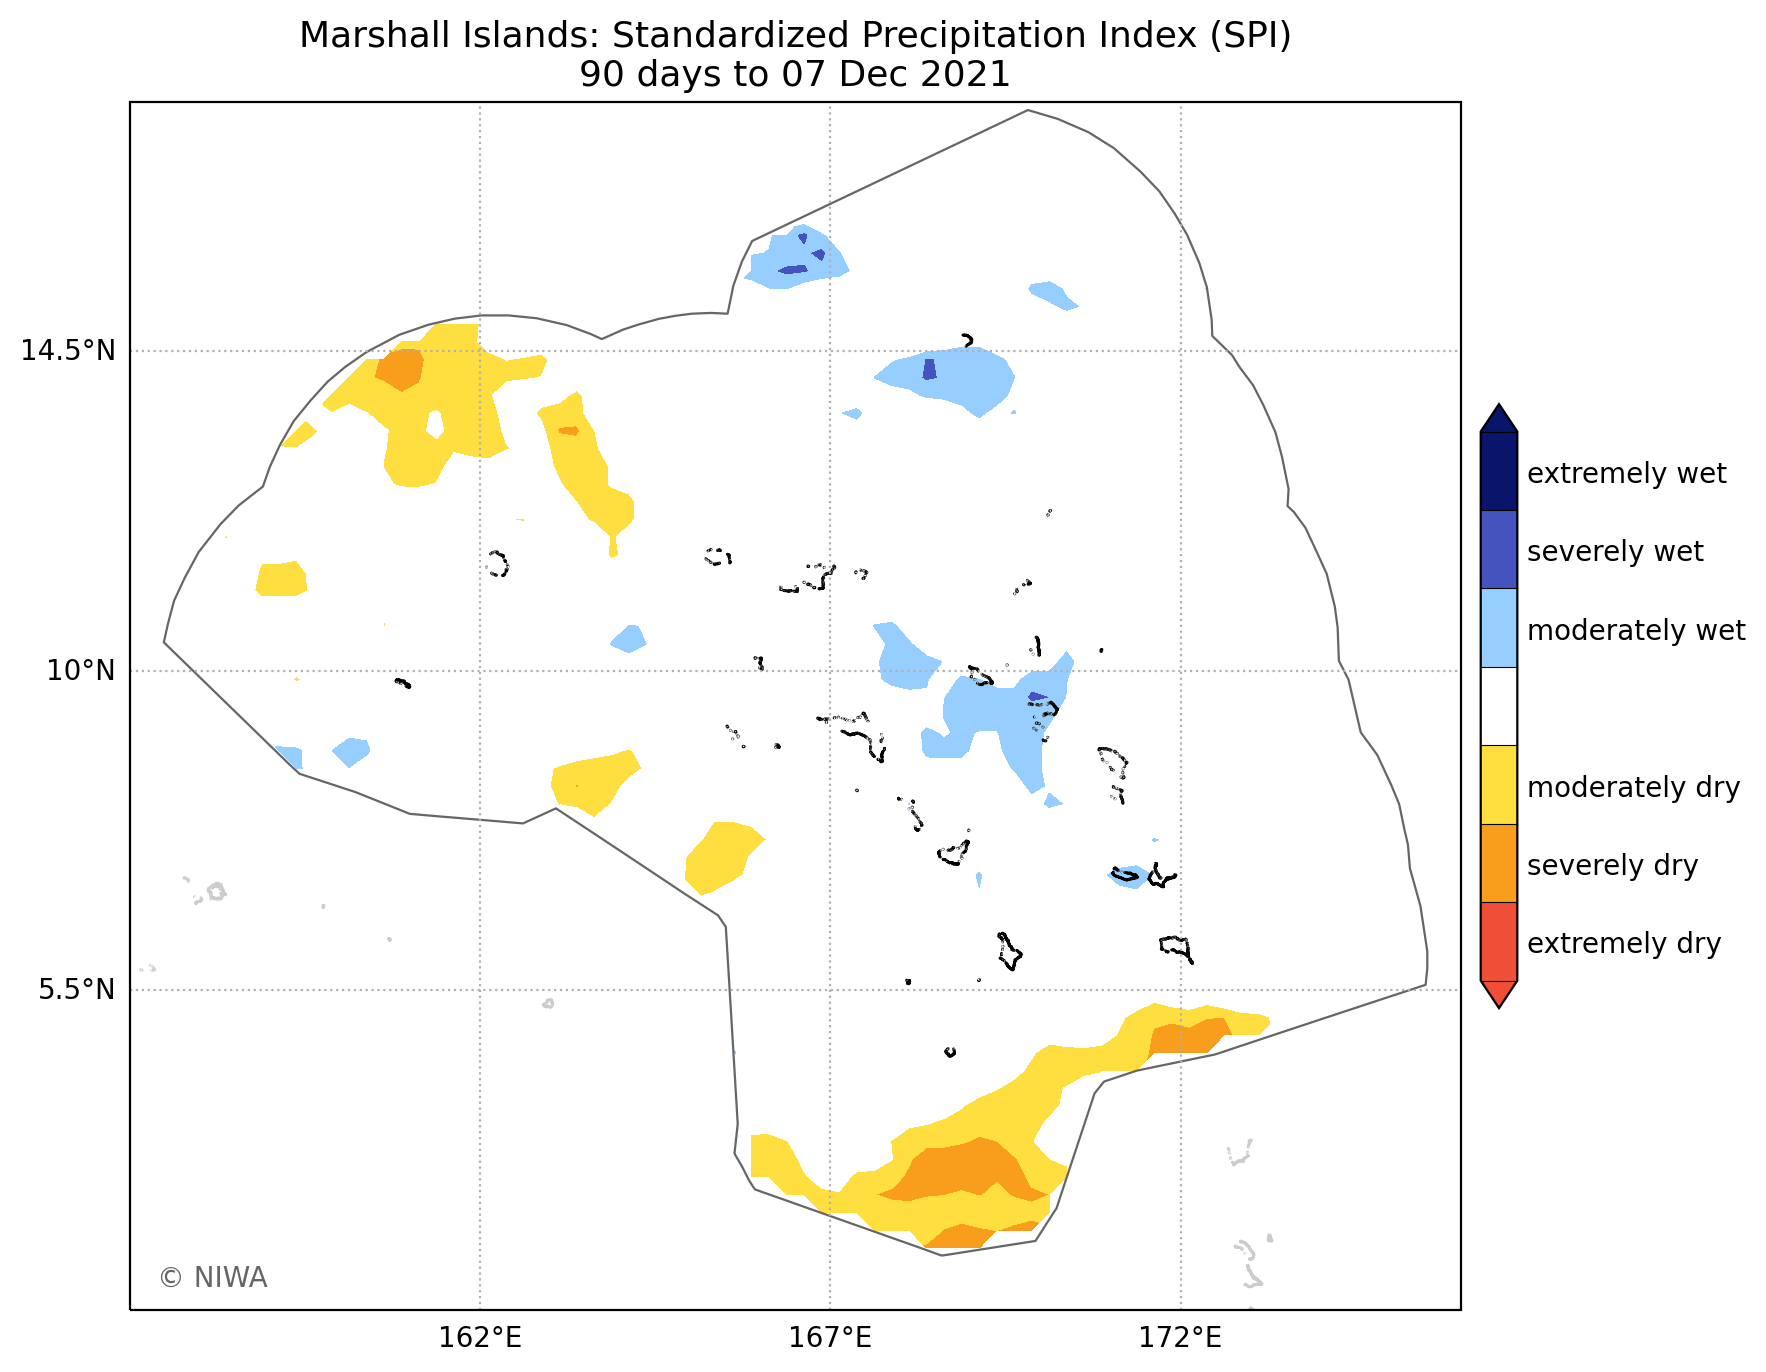 Marshall Islands: Standardized Precipitation Index (SPI)
90 days to 07 Dec 2021
14.5°N
10°N
5.5°N
162°E
167°E
172°E
extremely wet
severely wet
moderately wet
moderately dry
severely dry
extremely dry
© NIWA